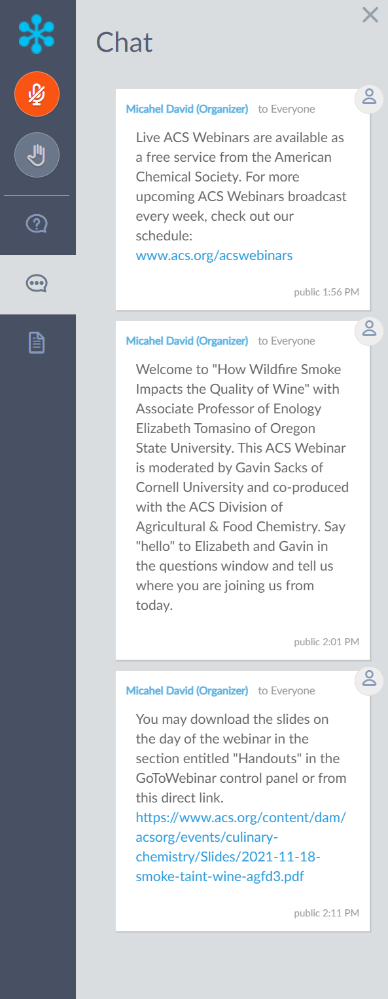 Chat
Micahel David (Organizer) to Everyone
Live ACS Webinars are available as
a free service from the American
Chemical Society. For more
upcoming ACS Webinars broadcast
every week, check out our
schedule:
www.acs.org/acswebinars
public 1:56 PM
Micahel David (Organizer) to Everyone
Welcome to "How Wildfire Smoke
Impacts the Quality of Wine" with
Associate Professor of Enology
Elizabeth Tomasino of Oregon
State University. This ACS Webinar
is moderated by Gavin Sacks of
Cornell University and co-produced
with the ACS Division of
Agricultural & Food Chemistry. Say
"hello" to Elizabeth and Gavin in
the questions window and tell us
where you are joining us from
today.
public 2:01 PM
Micahel David (Organizer) to Everyone
You may download the slides on
the day of the webinar in the
section entitled "Handouts" in the
GoToWebinar control panel or from
this direct link.
https://www.acs.org/content/dam/
acsorg/events/culinary-
chemistry/Slides/2021-11-18-
smoke-taint-wine-agfd3.pdf
public 2:11 PM